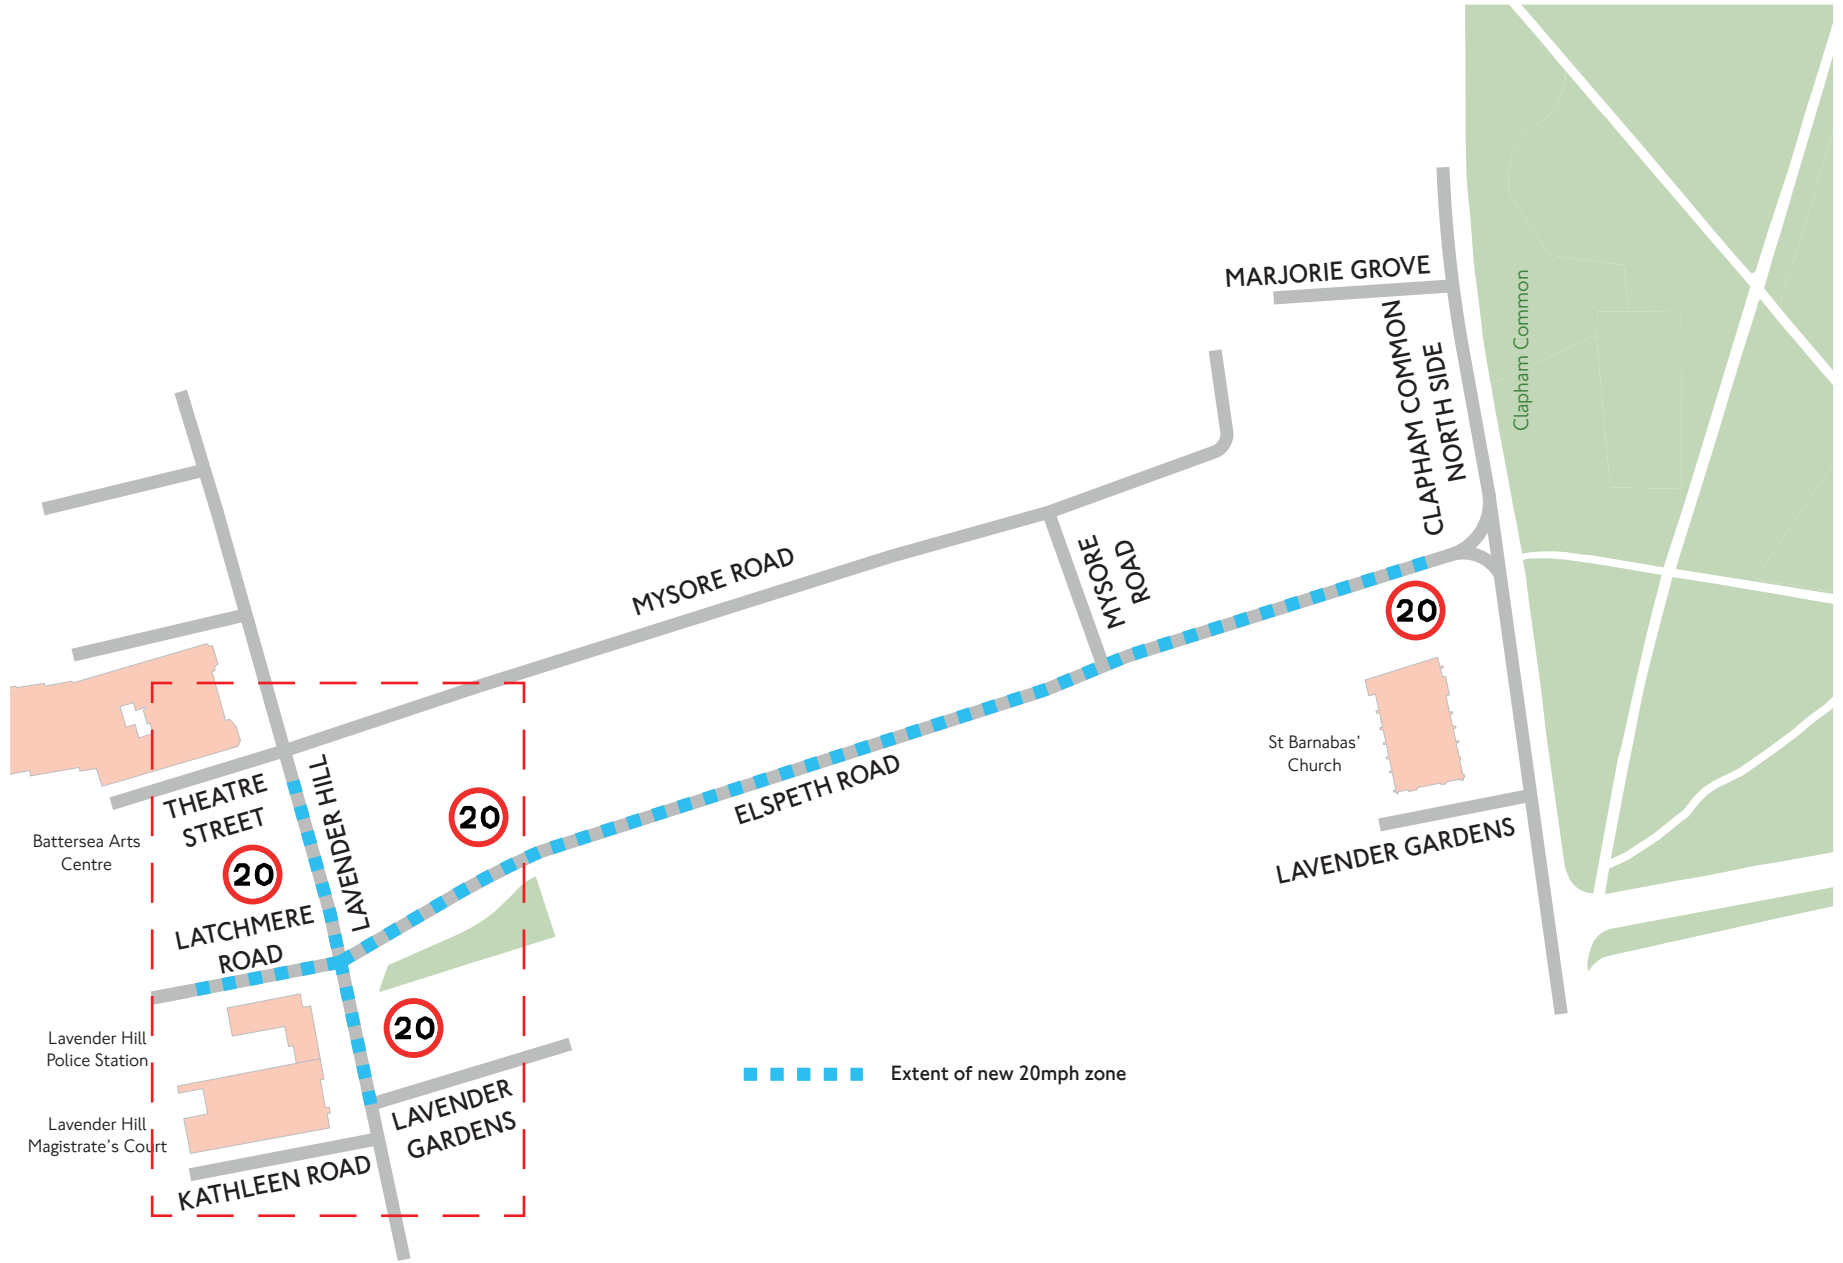 MARJORIE GROVE
CLAPHAM COMMON
NORTH SIDE
Clapham Common
MYSORE ROAD
MYSORE
ROAD
20
St Barnabas'
Church
ELSPETH ROAD
LAVENDER GARDENS
THEATRE
STREET
LAVENDER HILL
20
Battersea Arts
Centre
20
LATCHMERE
ROAD
20
Lavender Hill
Police Station
Lavender Hill
Magistrate's Court
LAVENDER
GARDENS
KATHLEEN ROAD
Extent of new 20mph zone